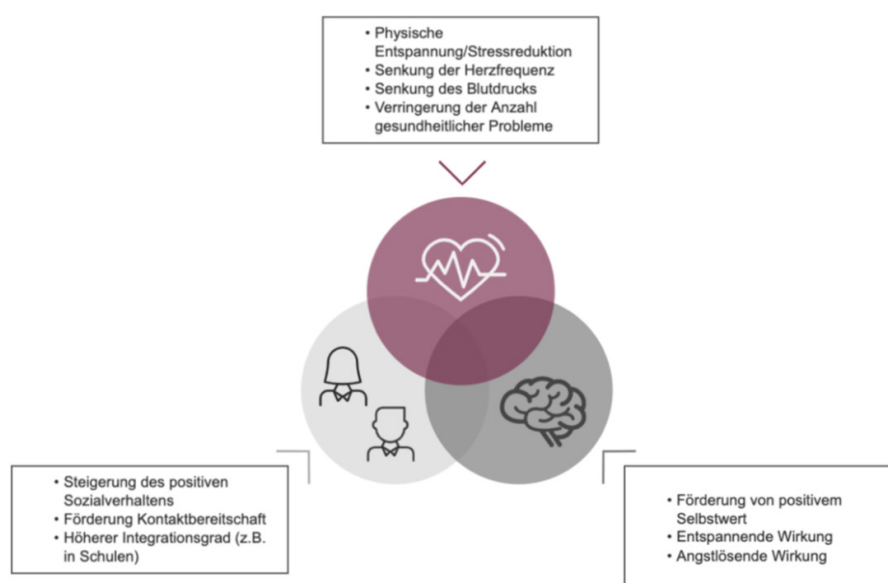 • Physische
Entspannung/Stressreduktion
• Senkung der Herzfrequenz
• Senkung des Blutdrucks
• Verringerung der Anzahl
gesundheitlicher Probleme
• Steigerung des positiven
Sozialverhaltens
• Förderung Kontaktbereitschaft
• Höherer Integrationsgrad (z.B.
in Schulen)
• Förderung von positivem
Selbstwert
• Entspannende Wirkung
• Angstlösende Wirkung